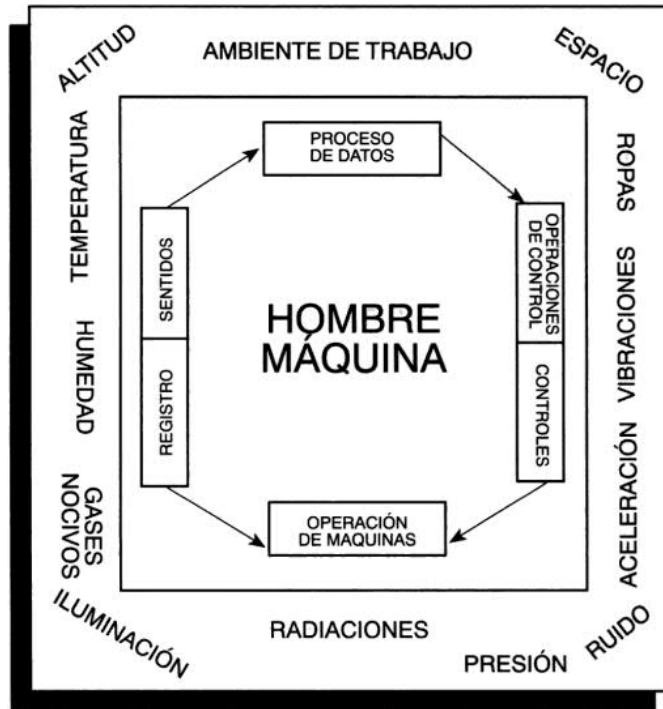 ALTITUD
AMBIENTE DE TRABAJO
ESPACIO
TEMPERATURA
HUMEDAD
GASES
NOCIVOS
ILUMINACIÓN
PROCESO
DE DATOS
SENTIDOS
REGISTRO
HOMBRE
MÁQUINA
OPERACIONES
DE CONTROL
CONTROLES
OPERACIÓN
DE MAQUINAS
ROPAS
VIBRACIONES
ACELERACIÓN
RUIDO
RADIACIONES
PRESIÓN